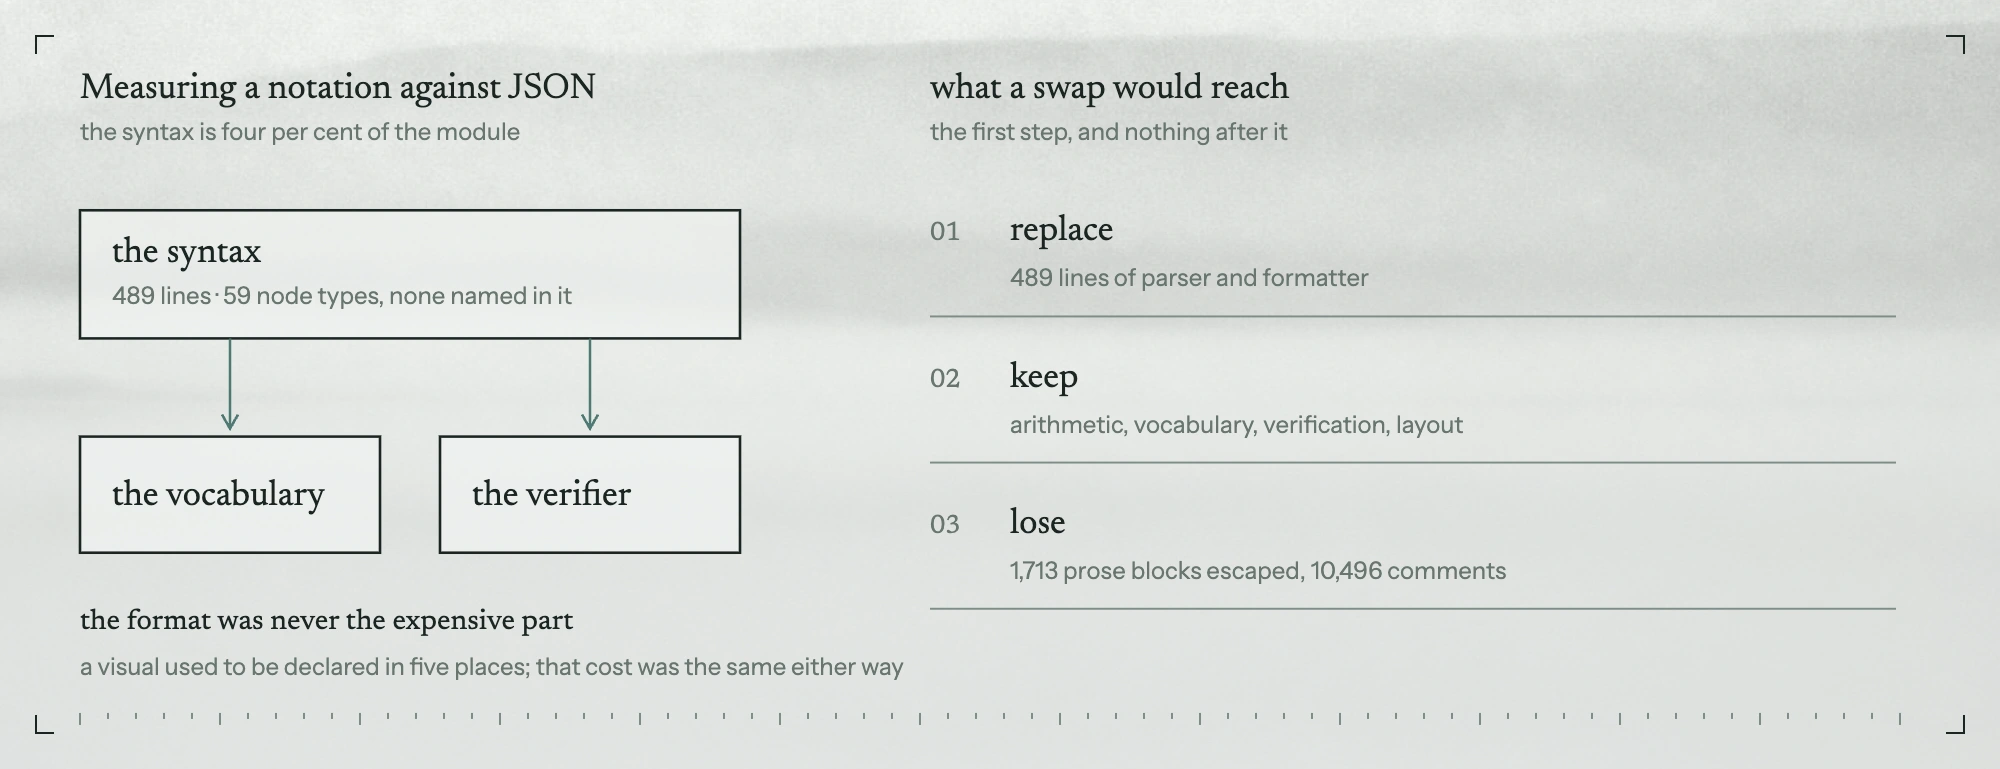 Measuring a notation against JSON
the syntax is four per cent of the module
the syntax
489 lines · 59 node types, none named in it
the vocabulary
the verifier
the format was never the expensive part
a visual used to be declared in five places; that cost was the same either way
what a swap would reach
the first step, and nothing after it
01 replace
489 lines of parser and formatter
02 keep
arithmetic, vocabulary, verification, layout
03 lose
1,713 prose blocks escaped, 10,496 comments